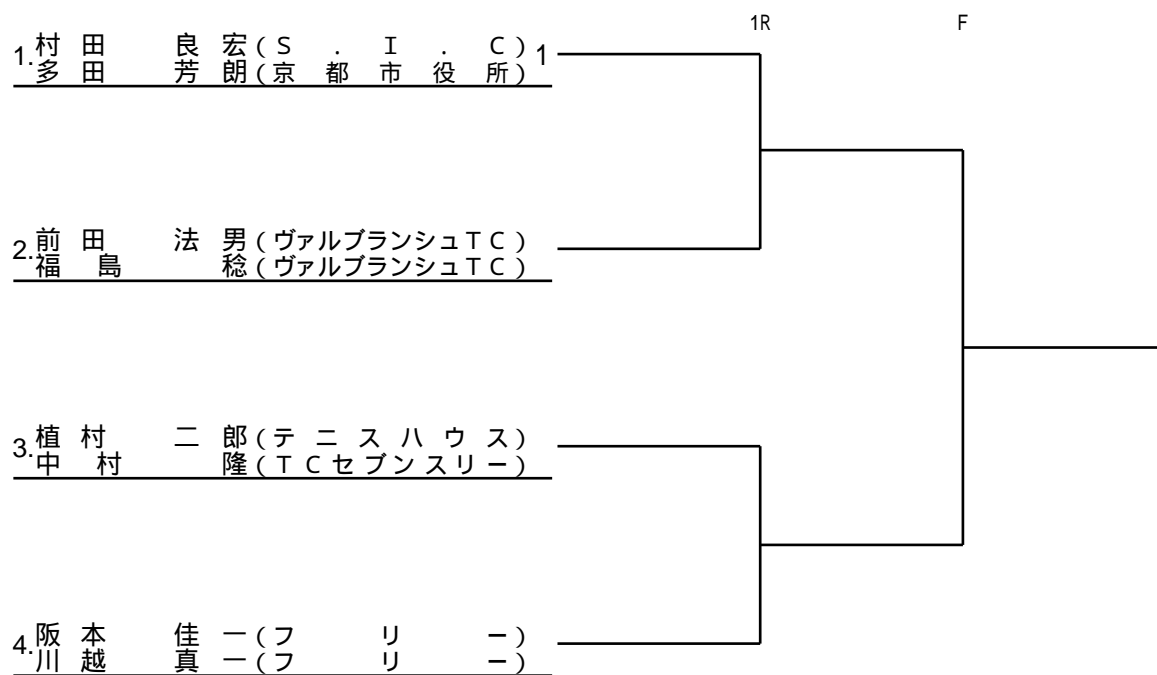 1R F
1. 村田 良宏(S.I.C) 1
多田 芳朗(京都市役所)
2. 前田 法男(ヴァルブランシュTC)
福島 稔(ヴァルブランシュTC)
3. 植村 二郎(テニスハウス)
中村 隆(TCセブンスリー)
4. 阪本 佳一(フリー)
川越 真一(フリー)